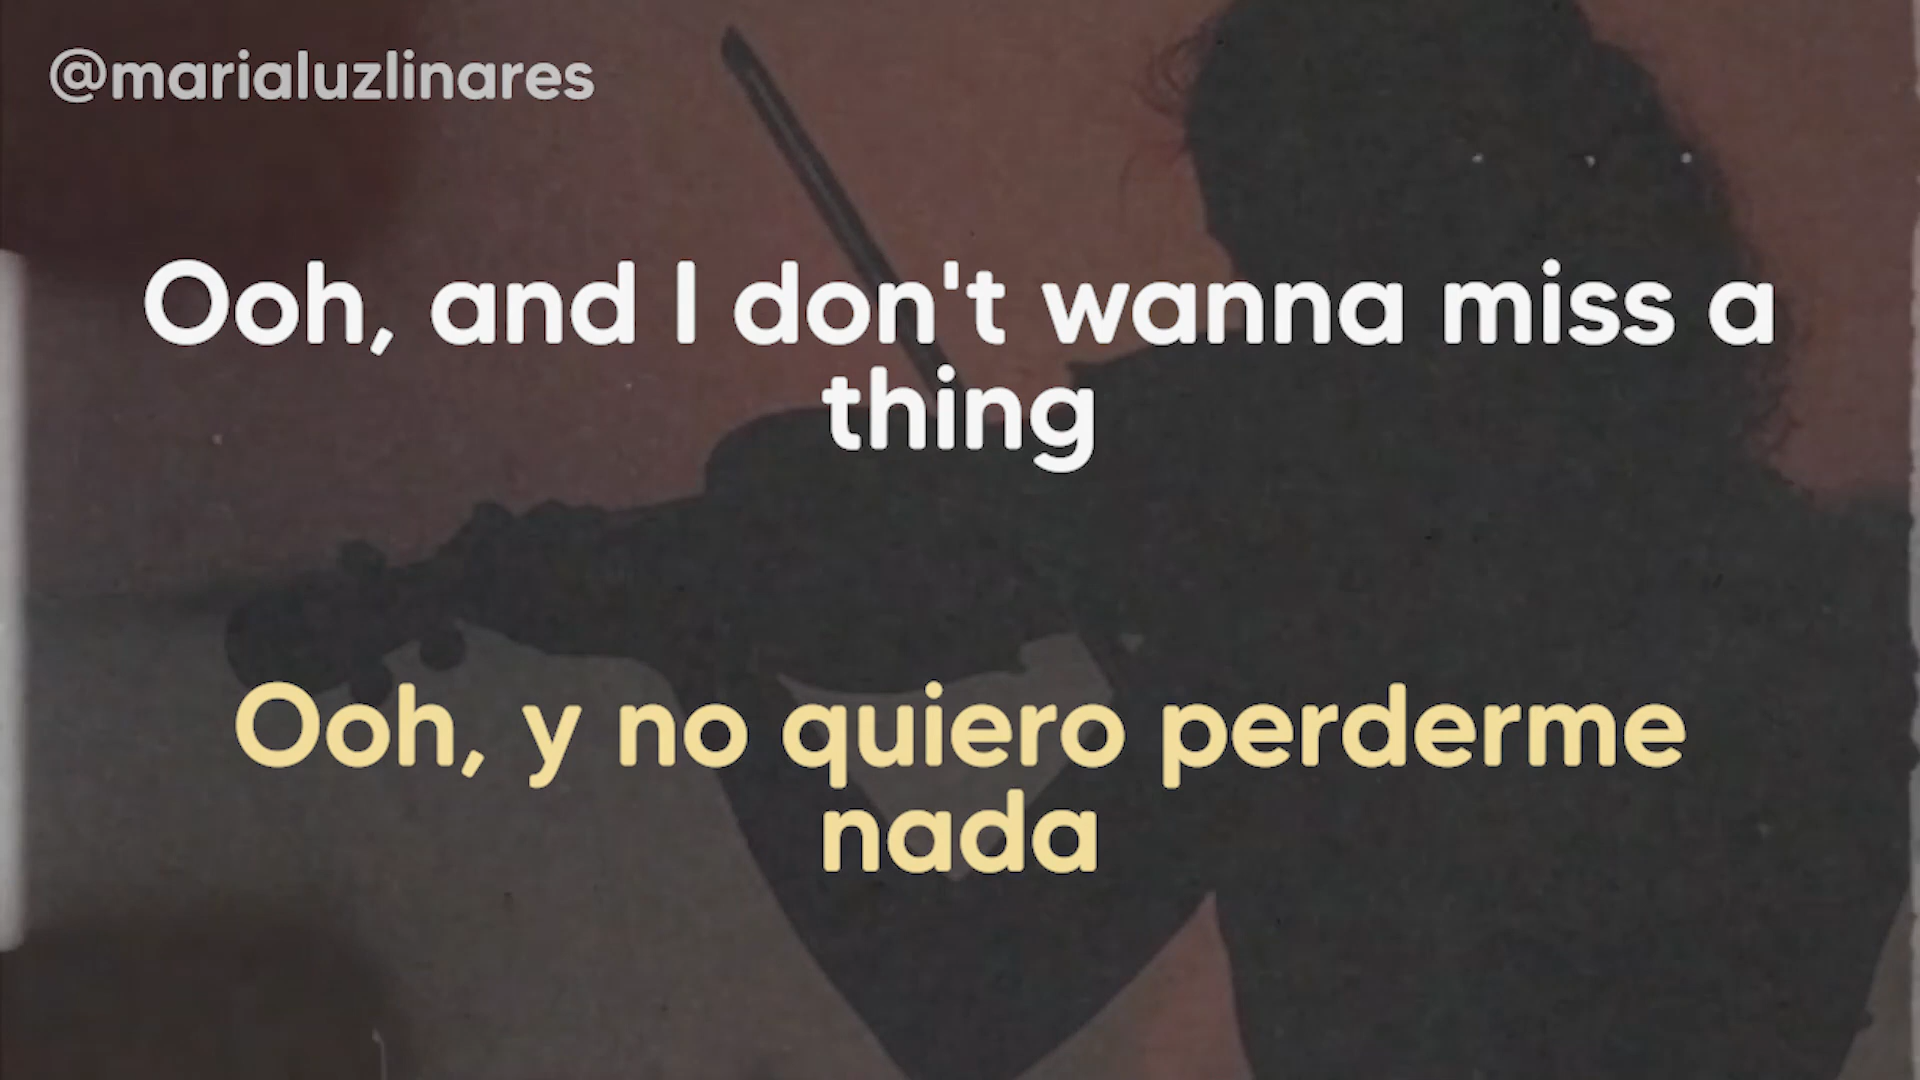 @marialuzlinares
Ooh, and I don't wanna miss a
thing
Ooh, y no quiero perderme
nada